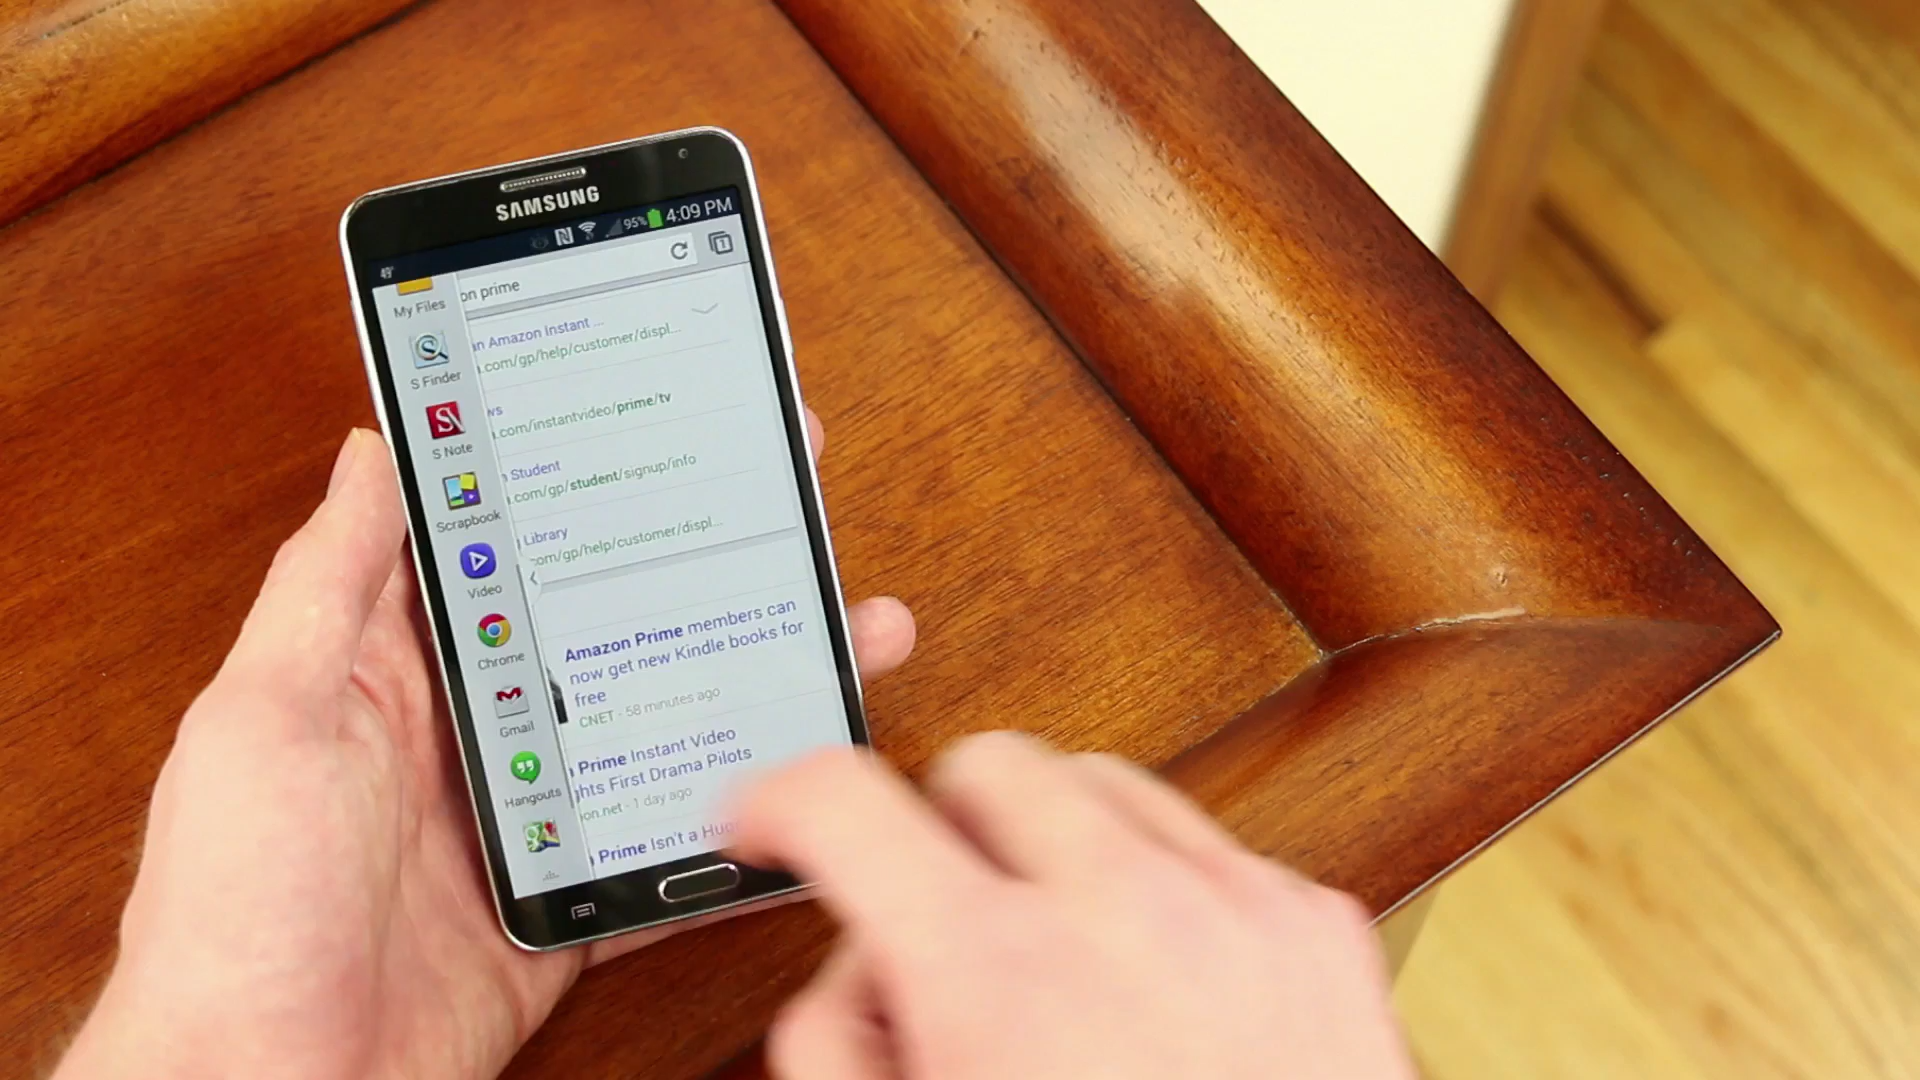 SAMSUNG
95% 4:09 PM
on prime
1
My Files
S Finder
S Note
Scrapbook
Video
Chrome
Gmail
Hangouts
an Amazon Instant ...
.com/gp/help/customer/displ...
ws
.com/instantvideo/prime/tv
Student
.com/gp/student/signup/info
Library
.com/gp/help/customer/displ...
Amazon Prime members can
now get new Kindle books for
free
CNET - 58 minutes ago
Prime Instant Video
ghts First Drama Pilots
on.net - 1 day ago
Prime Isn't a